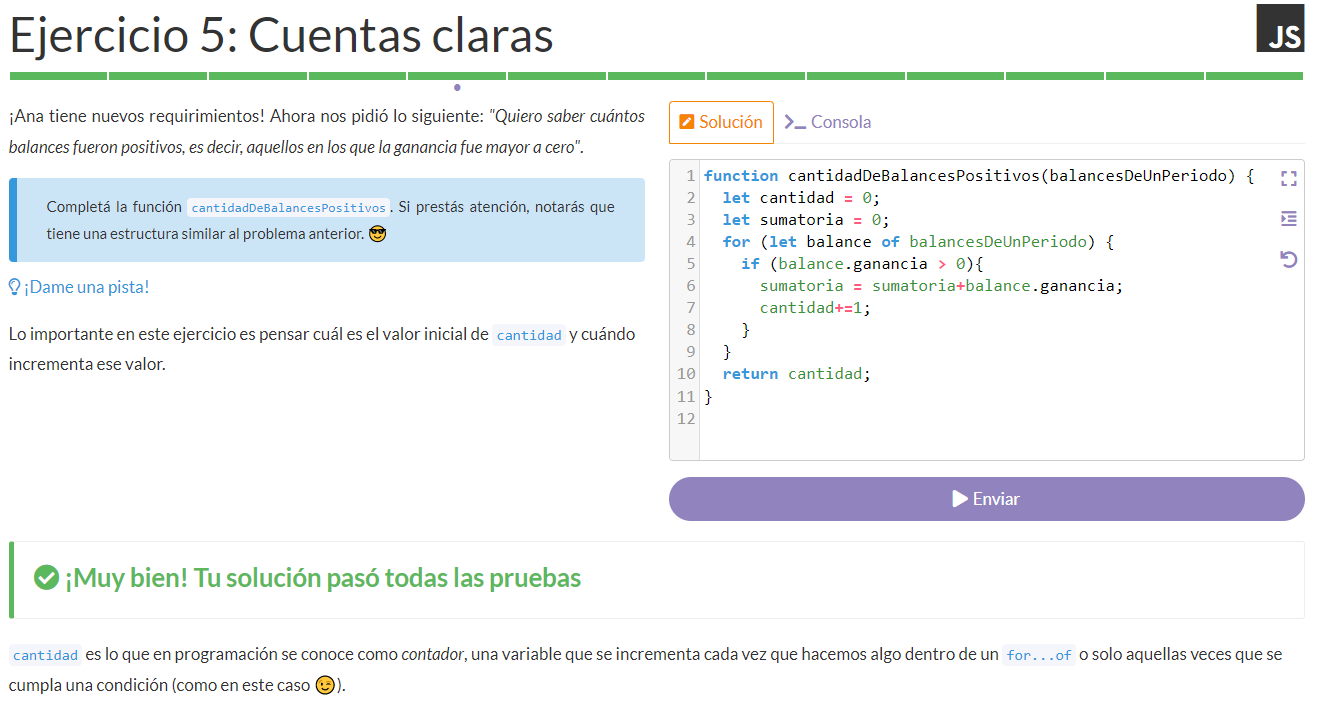 Ejercicio 5: Cuentas claras
JS
¡Ana tiene nuevos requirimientos! Ahora nos pidió lo siguiente: "Quiero saber cuántos
balances fueron positivos, es decir, aquellos en los que la ganancia fue mayor a cero".
Completá la función cantidadDeBalancesPositivos. Si prestás atención, notarás que
tiene una estructura similar al problema anterior. 😎
¡Dame una pista!
Lo importante en este ejercicio es pensar cuál es el valor inicial de cantidad y cuándo
incrementa ese valor.
Solución
Consola
1 function cantidadDeBalancesPositivos(balancesDeUnPeriodo) {
2   let cantidad = 0;
3   let sumatoria = 0;
4   for (let balance of balancesDeUnPeriodo) {
5     if (balance.ganancia > 0){
6       sumatoria = sumatoria+balance.ganancia;
7       cantidad+=1;
8     }
9   }
10   return cantidad;
11 }
12
Enviar
¡Muy bien! Tu solución pasó todas las pruebas
cantidad es lo que en programación se conoce como contador, una variable que se incrementa cada vez que hacemos algo dentro de un for...of o solo aquellas veces que se
cumpla una condición (como en este caso 😉).